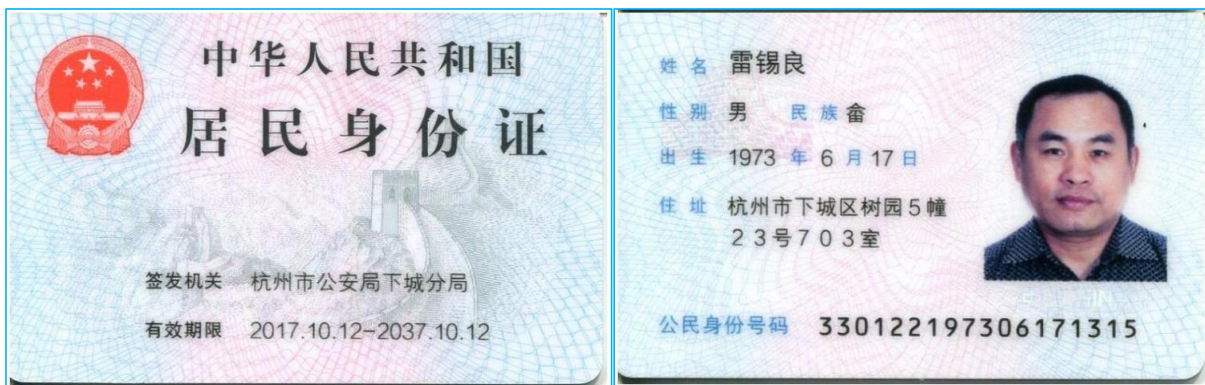 中华人民共和国
居民身份证
签发机关 杭州市公安局下城分局
有效期限 2017.10.12-2037.10.12
姓名 雷锡良
性别 男 民族 畲
出生 1973 年 6 月 17 日
住址 杭州市下城区树园5幢
23号703室
公民身份号码 330122197306171315